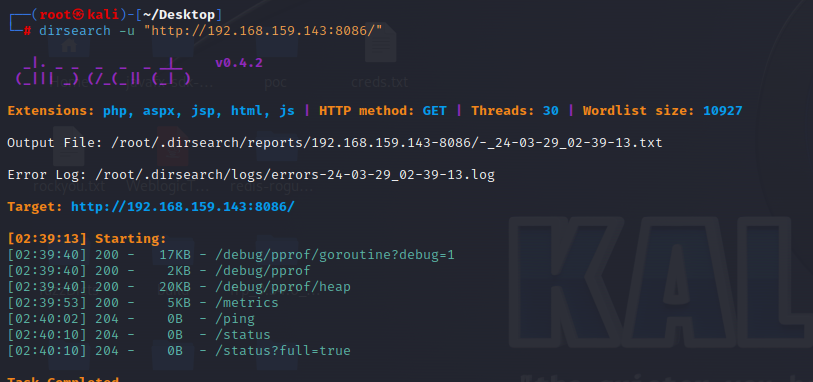 (root㉿kali)-[~/Desktop]
# dirsearch -u "http://192.168.159.143:8086/"
v0.4.2
Extensions: php, aspx, jsp, html, js | HTTP method: GET | Threads: 30 | Wordlist size: 10927
Output File: /root/.dirsearch/reports/192.168.159.143-8086/-_24-03-29_02-39-13.txt
Error Log: /root/.dirsearch/logs/errors-24-03-29_02-39-13.log
Target: http://192.168.159.143:8086/
[02:39:13] Starting:
[02:39:40] 200 -   17KB - /debug/pprof/goroutine?debug=1
[02:39:40] 200 -    2KB - /debug/pprof
[02:39:40] 200 -   20KB - /debug/pprof/heap
[02:39:53] 200 -    5KB - /metrics
[02:40:02] 204 -    0B  - /ping
[02:40:10] 204 -    0B  - /status
[02:40:10] 204 -    0B  - /status?full=true
Task Completed
poc
creds.txt
rockyou.txt
KAL